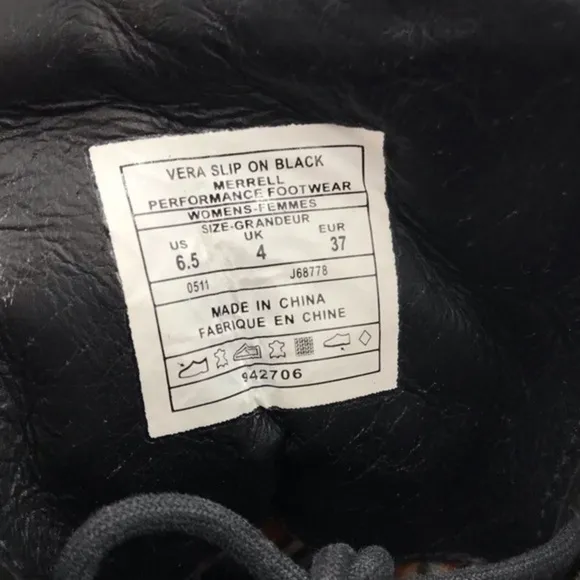 VERA SLIP ON BLACK
MERRELL
PERFORMANCE FOOTWEAR
WOMENS-FEMMES
SIZE-GRANDEUR
US UK EUR
6.5 4 37
0511 J68778
MADE IN CHINA
FABRIQUE EN CHINE
942706